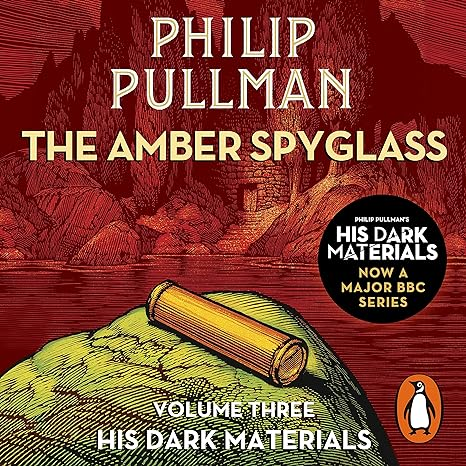 PHILIP
PULLMAN
THE AMBER SPYGLASS
PHILIP PULLMAN'S
HIS DARK
MATERIALS
NOW A
MAJOR BBC
SERIES
VOLUME THREE
HIS DARK MATERIALS